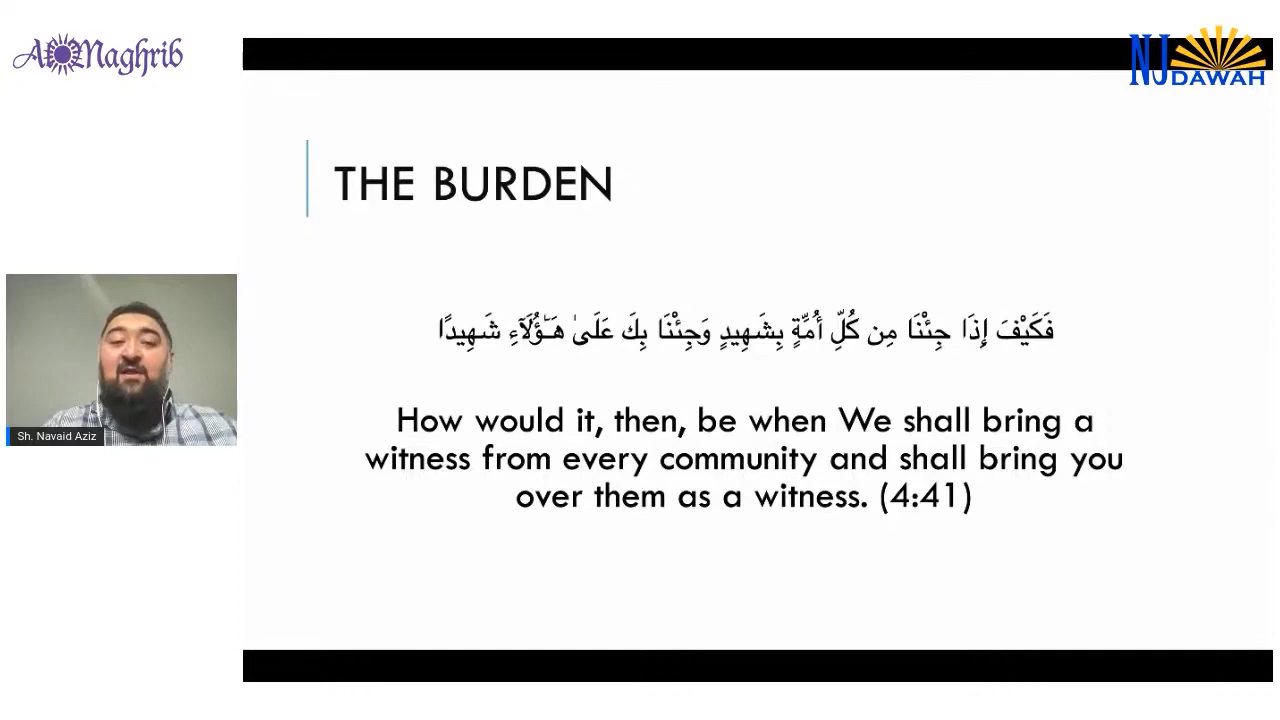 AlMaghrib
NJ
DAWAH
THE BURDEN
فَكَيْفَ إِذَا جِئْنَا مِن كُلِّ أُمَّةٍ بِشَهِيدٍ وَجِئْنَا بِكَ عَلَىٰ هَـٰٓؤُلَآءِ شَهِيدًا
How would it, then, be when We shall bring a
witness from every community and shall bring you
over them as a witness. (4:41)
Sh. Navaid Aziz